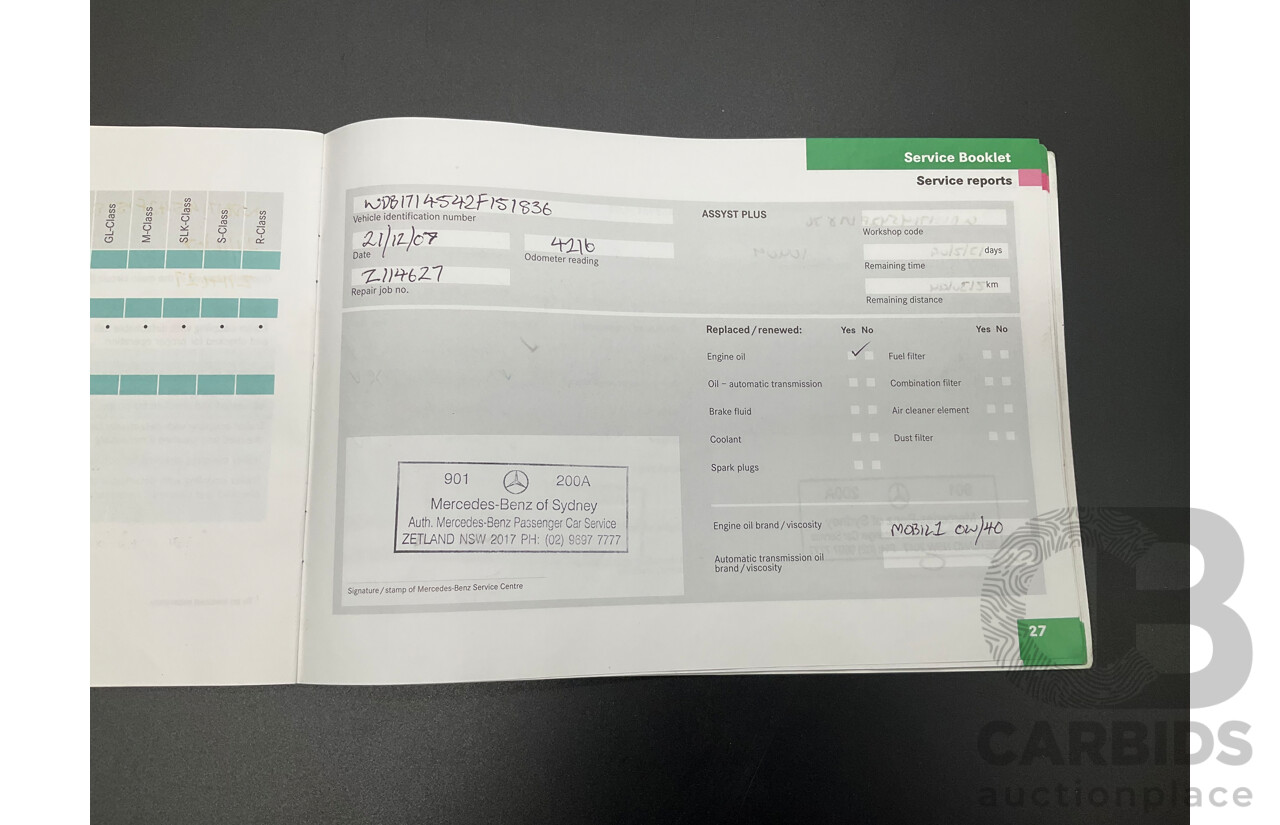 Service Booklet
Service reports
GL-Class
M-Class
SLK-Class
S-Class
R-Class
WDB1714542F151836
Vehicle identification number
21/12/07
Date
4216
Odometer reading
Z114627
Repair job no.
ASSYST PLUS
Workshop code
days
Remaining time
km
Remaining distance
Replaced / renewed: Yes No Yes No
Engine oil ✓ Fuel filter
Oil – automatic transmission Combination filter
Brake fluid Air cleaner element
Coolant Dust filter
Spark plugs
Engine oil brand / viscosity MOBIL 1 0W/40
Automatic transmission oil
brand / viscosity
901 200A
Mercedes-Benz of Sydney
Auth. Mercedes-Benz Passenger Car Service
ZETLAND NSW 2017 PH: (02) 9697 7777
Signature / stamp of Mercedes-Benz Service Centre
27
CB
CARBIDS
auctionplace